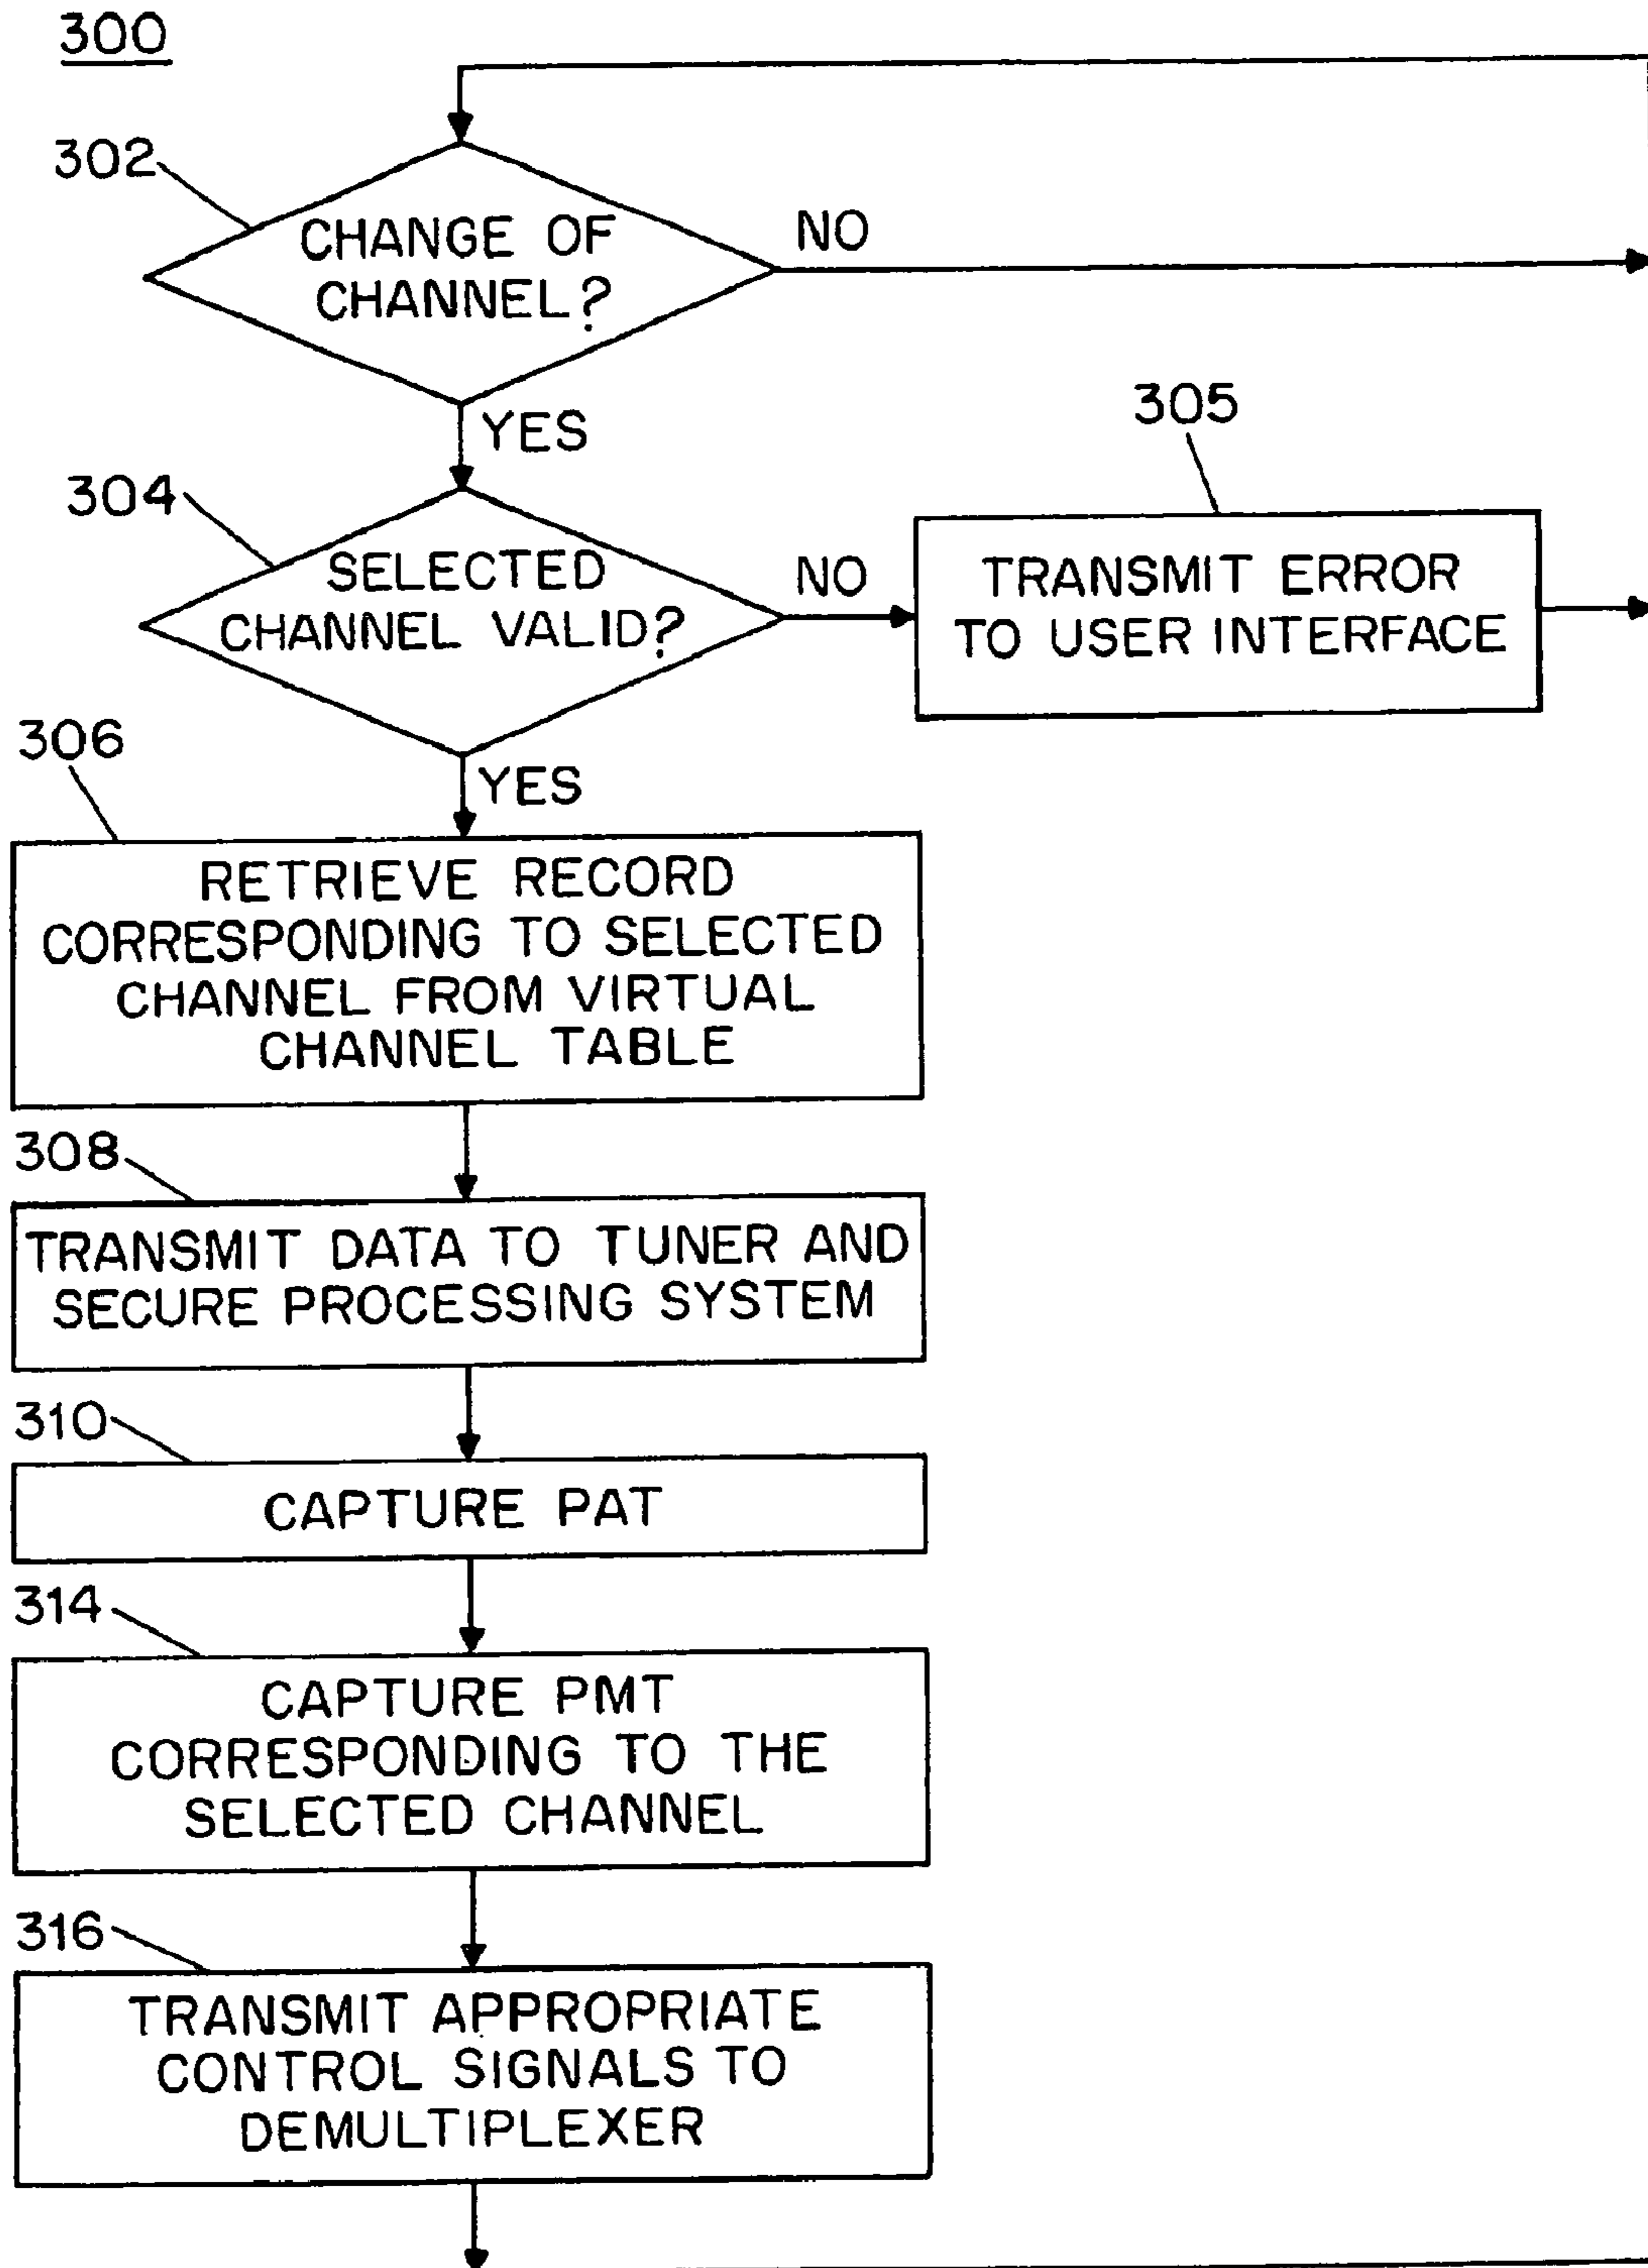 300
302
CHANGE OF
CHANNEL?
NO
YES
304
SELECTED
CHANNEL VALID?
NO
305
TRANSMIT ERROR
TO USER INTERFACE
YES
306
RETRIEVE RECORD
CORRESPONDING TO SELECTED
CHANNEL FROM VIRTUAL
CHANNEL TABLE
308
TRANSMIT DATA TO TUNER AND
SECURE PROCESSING SYSTEM
310
CAPTURE PAT
314
CAPTURE PMT
CORRESPONDING TO THE
SELECTED CHANNEL
316
TRANSMIT APPROPRIATE
CONTROL SIGNALS TO
DEMULTIPLEXER